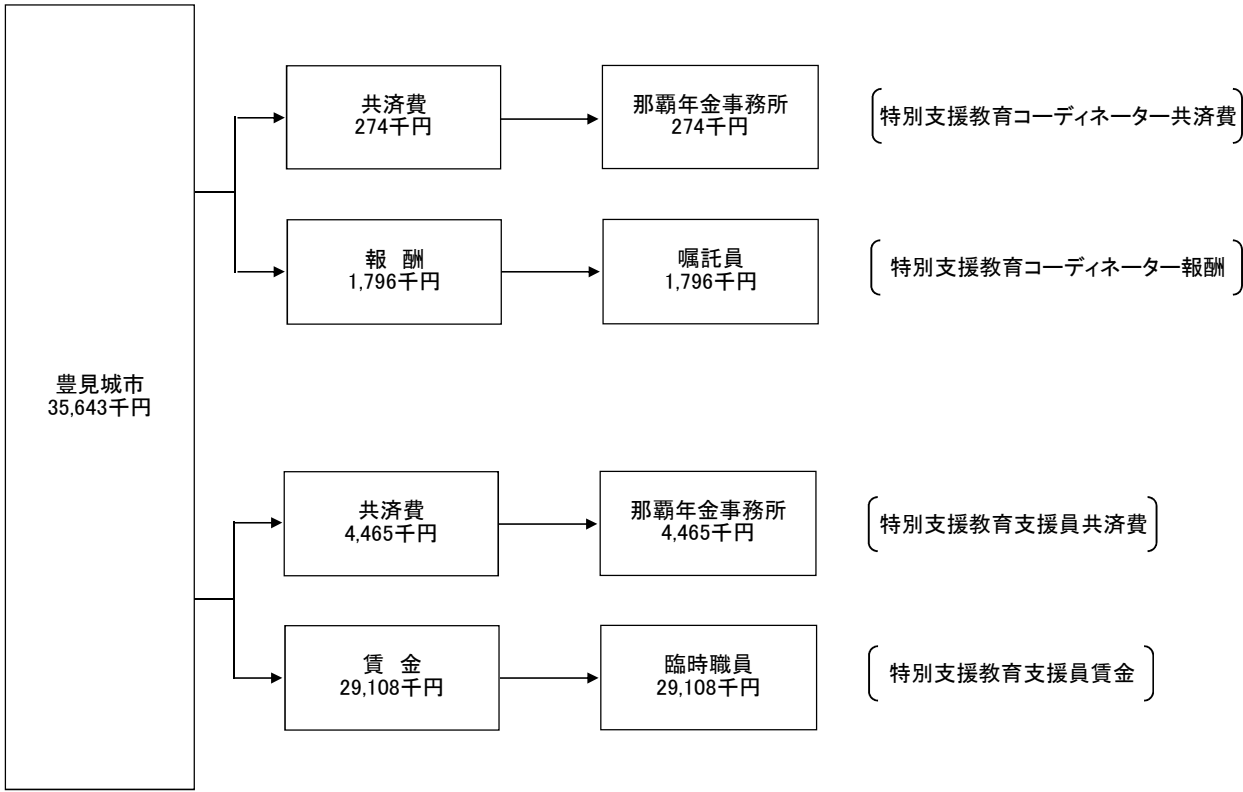 共済費
274千円
那覇年金事務所
274千円
特別支援教育コーディネーター共済費
報　酬
1,796千円
嘱託員
1,796千円
特別支援教育コーディネーター報酬
豊見城市
35,643千円
共済費
4,465千円
那覇年金事務所
4,465千円
特別支援教育支援員共済費
賃　金
29,108千円
臨時職員
29,108千円
特別支援教育支援員賃金